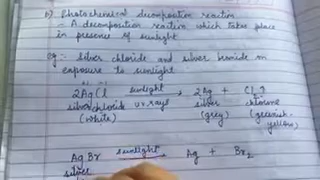 b) Photochemical decomposition reaction
A decomposition reaction which takes place
in presence of sunlight
Eg:- Silver chloride and silver bromide on
exposure to sunlight
2AgCl sunlight → 2Ag + Cl2
silver chloride uv rays silver chlorine
(white) (grey) (greenish-
yellow)
AgBr sunlight → Ag + Br2
silver